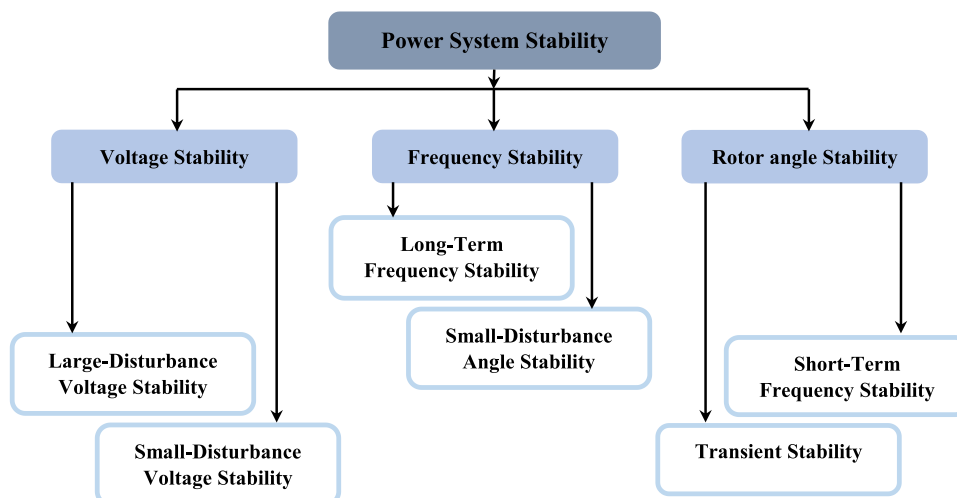 Power System Stability
Voltage Stability
Frequency Stability
Rotor angle Stability
Long-Term
Frequency Stability
Small-Disturbance
Angle Stability
Large-Disturbance
Voltage Stability
Short-Term
Frequency Stability
Small-Disturbance
Voltage Stability
Transient Stability